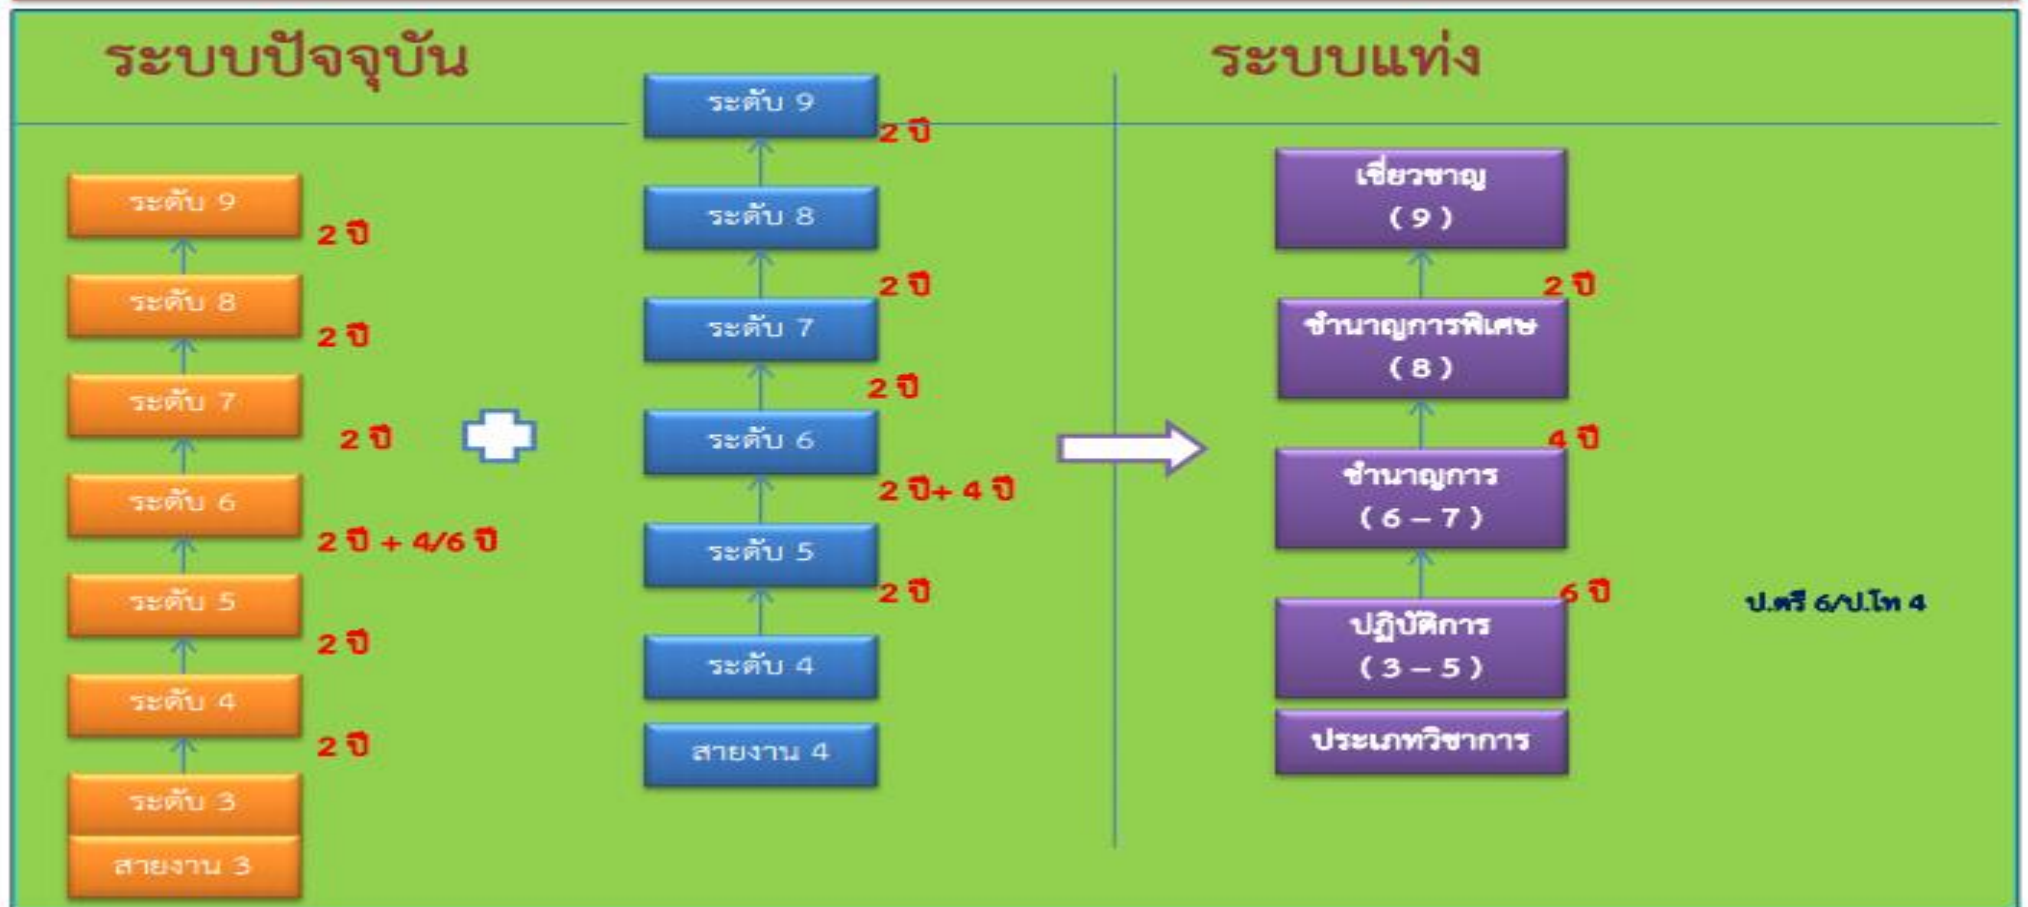 ระบบปัจจุบัน
ระดับ 9
2 ปี
ระดับ 8
2 ปี
ระดับ 7
2 ปี
ระดับ 6
2 ปี + 4/6 ปี
ระดับ 5
2 ปี
ระดับ 4
2 ปี
ระดับ 3
สายงาน 3
ระดับ 9
2 ปี
ระดับ 8
2 ปี
ระดับ 7
2 ปี
ระดับ 6
2 ปี+ 4 ปี
ระดับ 5
2 ปี
ระดับ 4
สายงาน 4
ระบบแท่ง
เชี่ยวชาญ
( 9 )
2 ปี
ชำนาญการพิเศษ
( 8 )
4 ปี
ชำนาญการ
( 6 – 7 )
6 ปี
ป.ตรี 6/ป.โท 4
ปฏิบัติการ
( 3 – 5 )
ประเภทวิชาการ